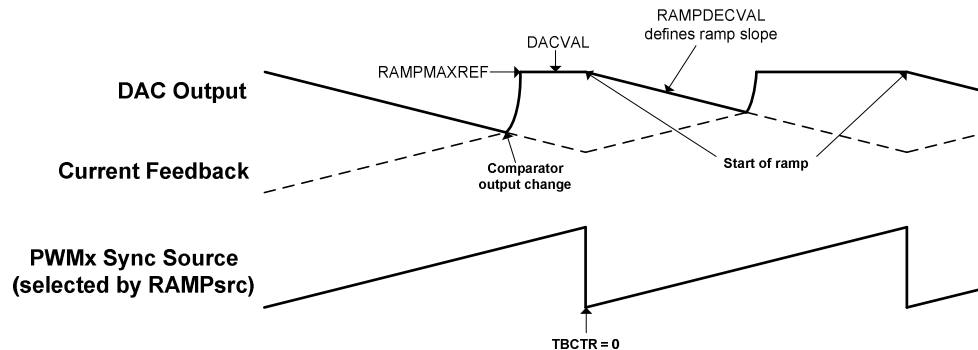 RAMPDECVAL
defines ramp slope
DACVAL
RAMPMAXREF
DAC Output
Current Feedback
Comparator
output change
Start of ramp
PWMx Sync Source
(selected by RAMPsrc)
TBCTR = 0